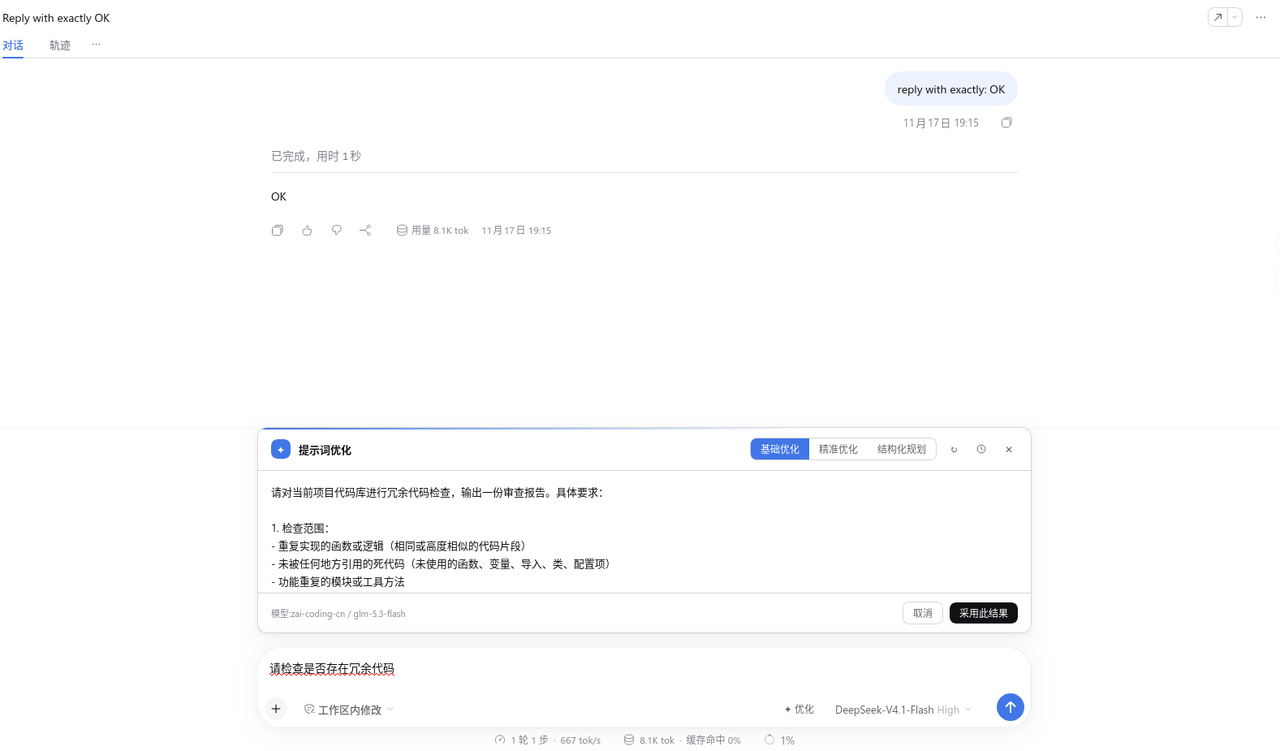 Reply with exactly OK
对话 轨迹 ···
reply with exactly: OK
11月17日 19:15
已完成，用时 1秒
OK
用量 8.1K tok 11月17日 19:15
提示词优化 基础优化 精准优化 结构化规划
请对当前项目代码库进行冗余代码检查，输出一份审查报告。具体要求：
1. 检查范围：
- 重复实现的函数或逻辑（相同或高度相似的代码片段）
- 未被任何地方引用的死代码（未使用的函数、变量、导入、类、配置项）
- 功能重复的模块或工具方法
模型:zai-coding-cn / glm-5.3-flash 取消 采用此结果
请检查是否存在冗余代码
工作区内修改 优化 DeepSeek-V4.1-Flash High
1 轮 1 步 · 667 tok/s 8.1K tok · 缓存命中 0% 1%